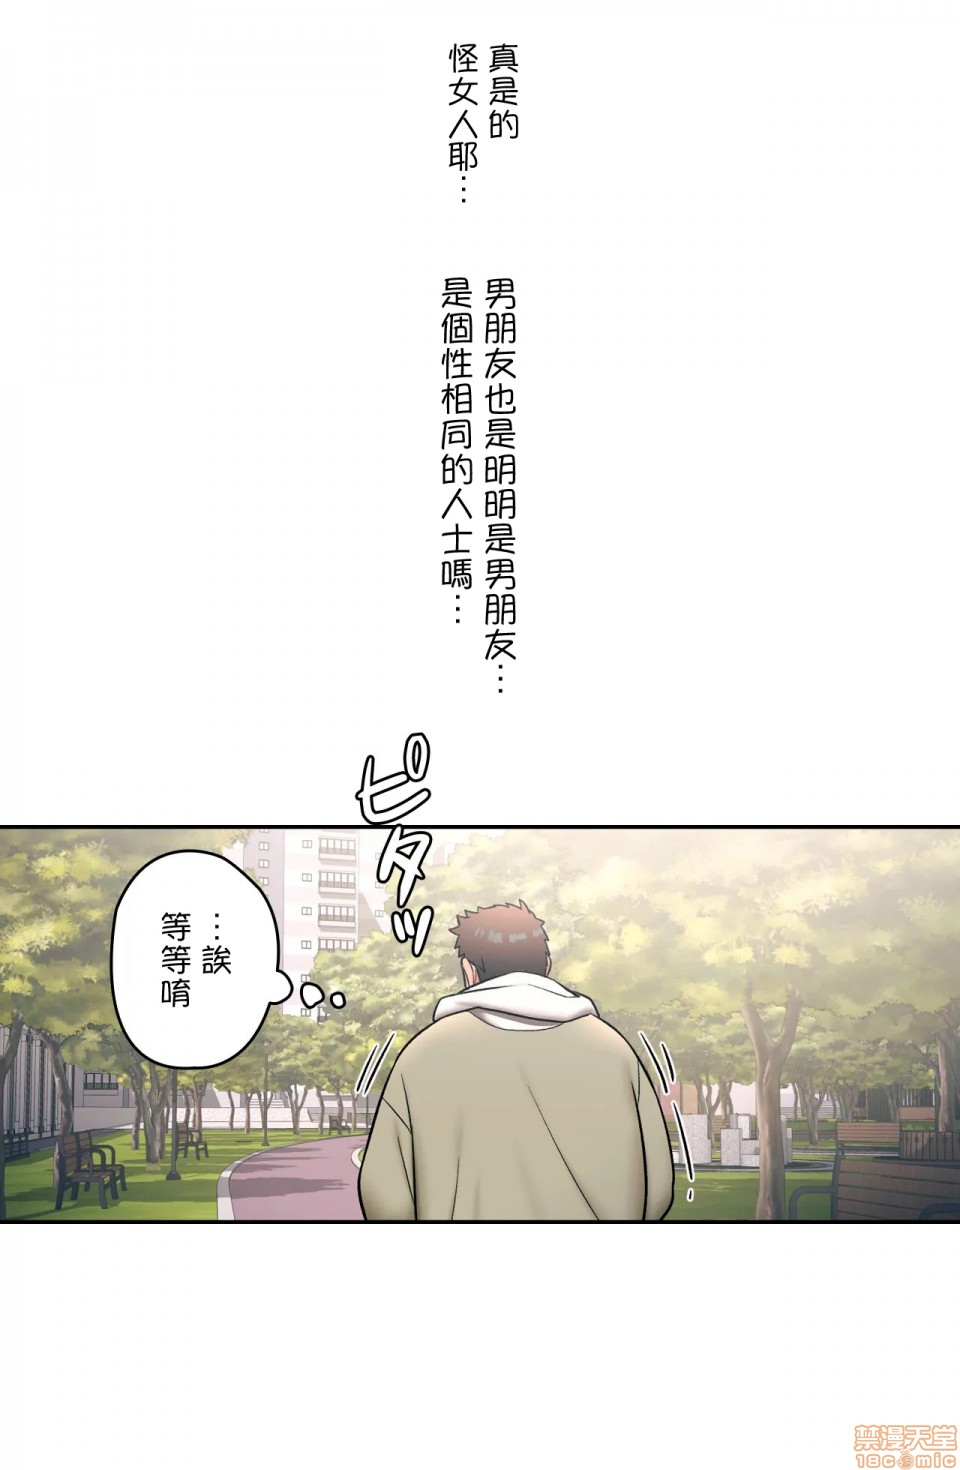 真是的
怪女人耶…
男朋友也是明明是男朋友…
是個性相同的人士嗎…
ピタッ
…誒
等等唷
禁漫天堂
18comic